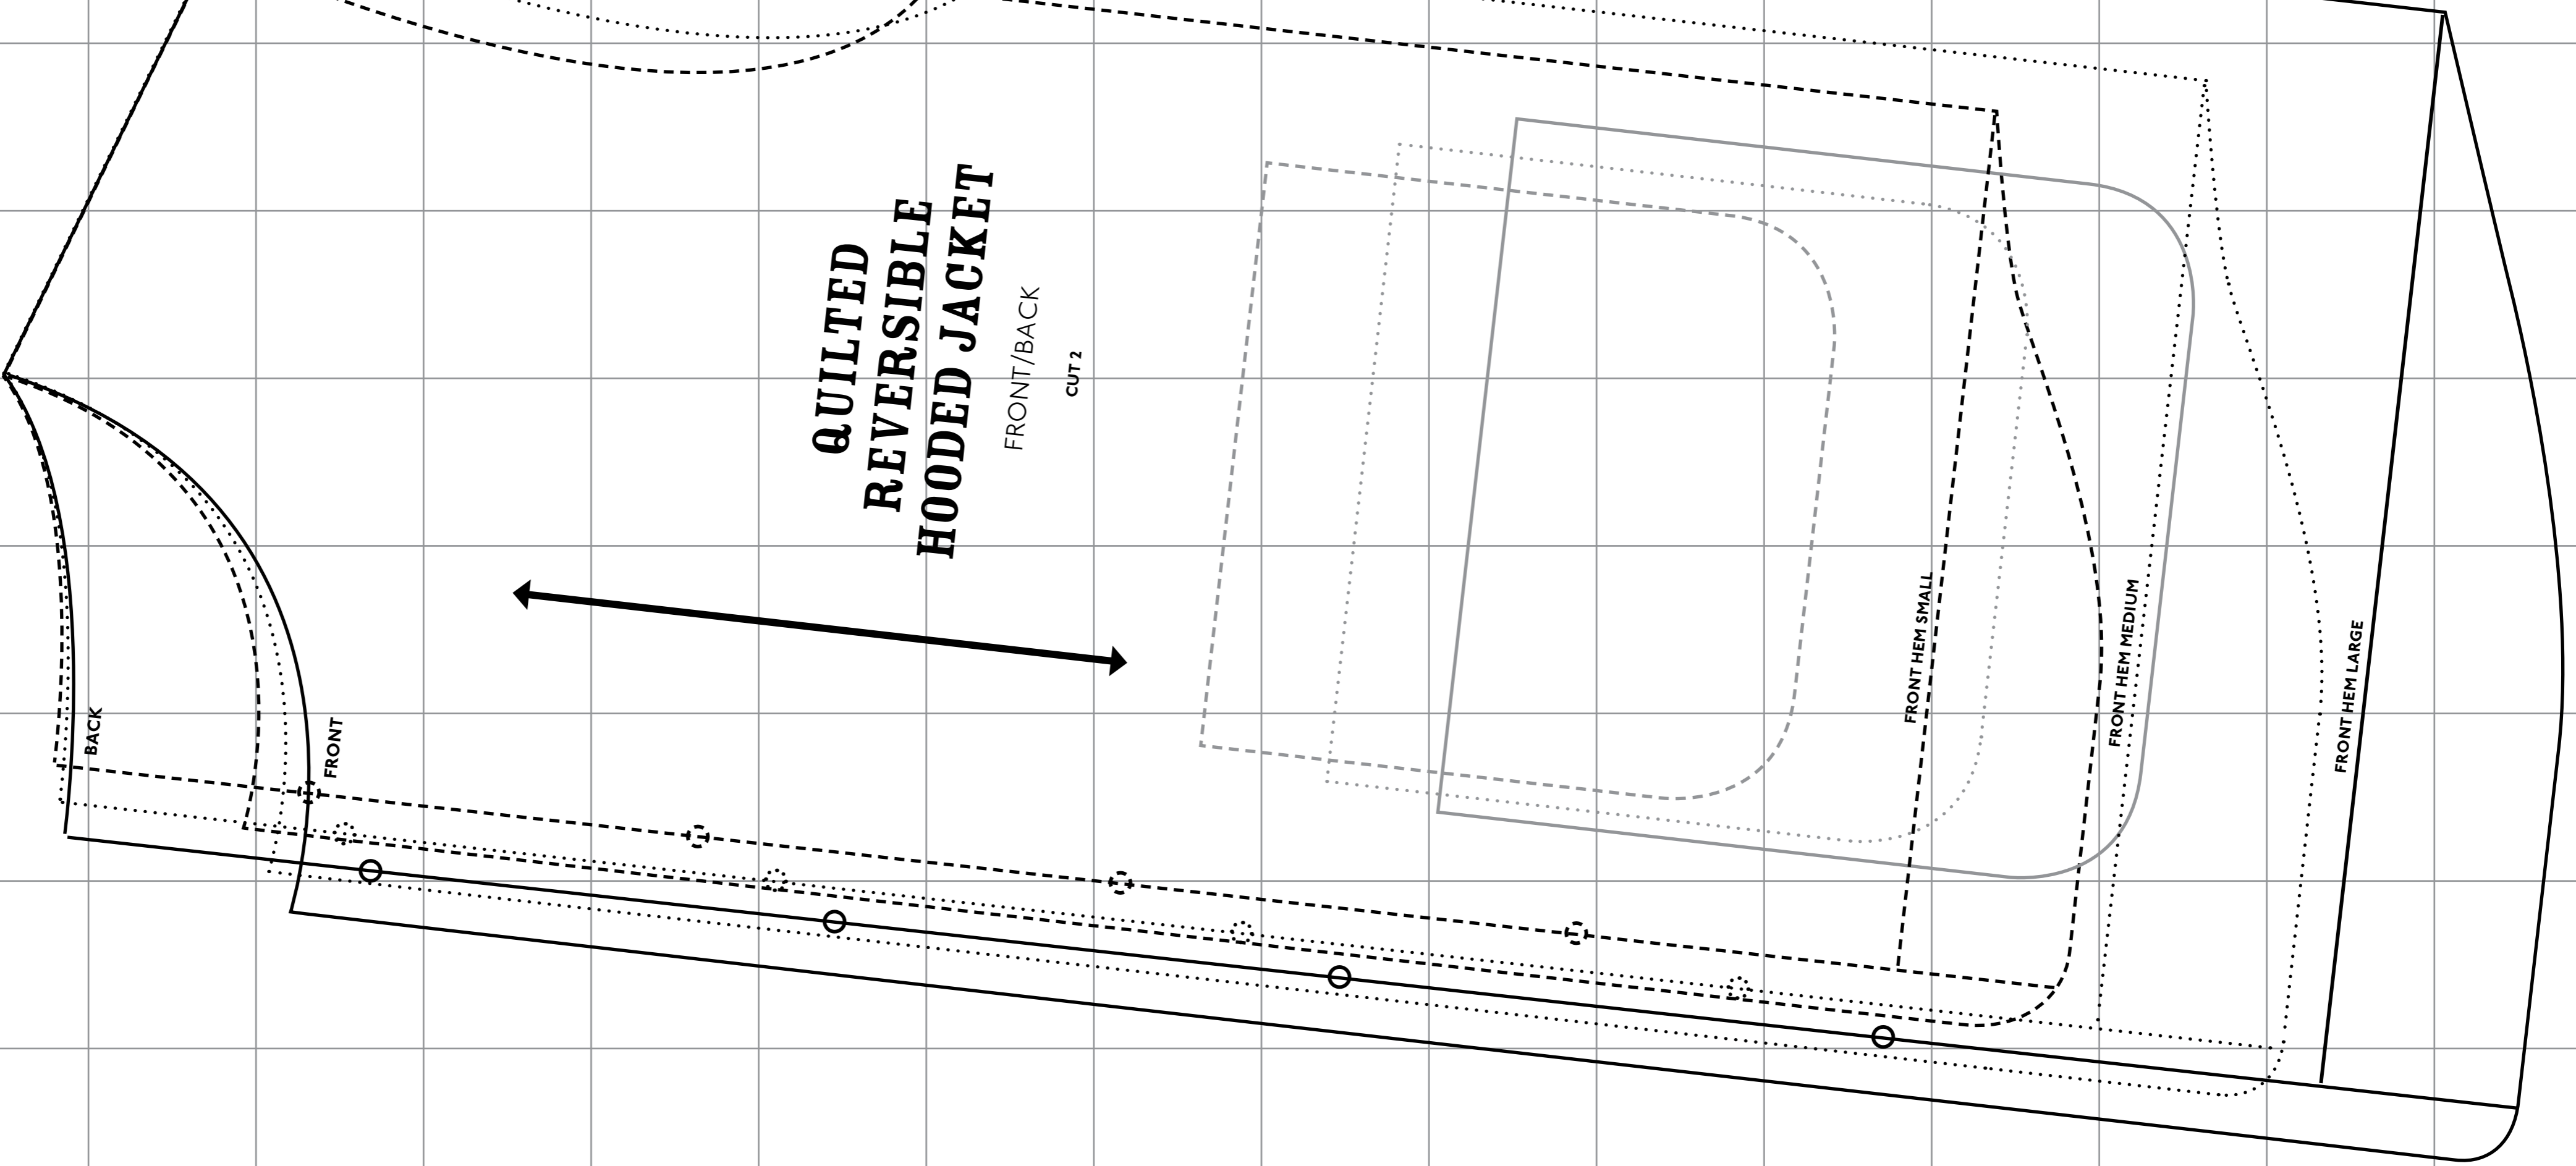 QUILTED
REVERSIBLE
HOODED JACKET
FRONT/BACK
CUT 2
BACK
FRONT
FRONT HEM SMALL
FRONT HEM MEDIUM
FRONT HEM LARGE